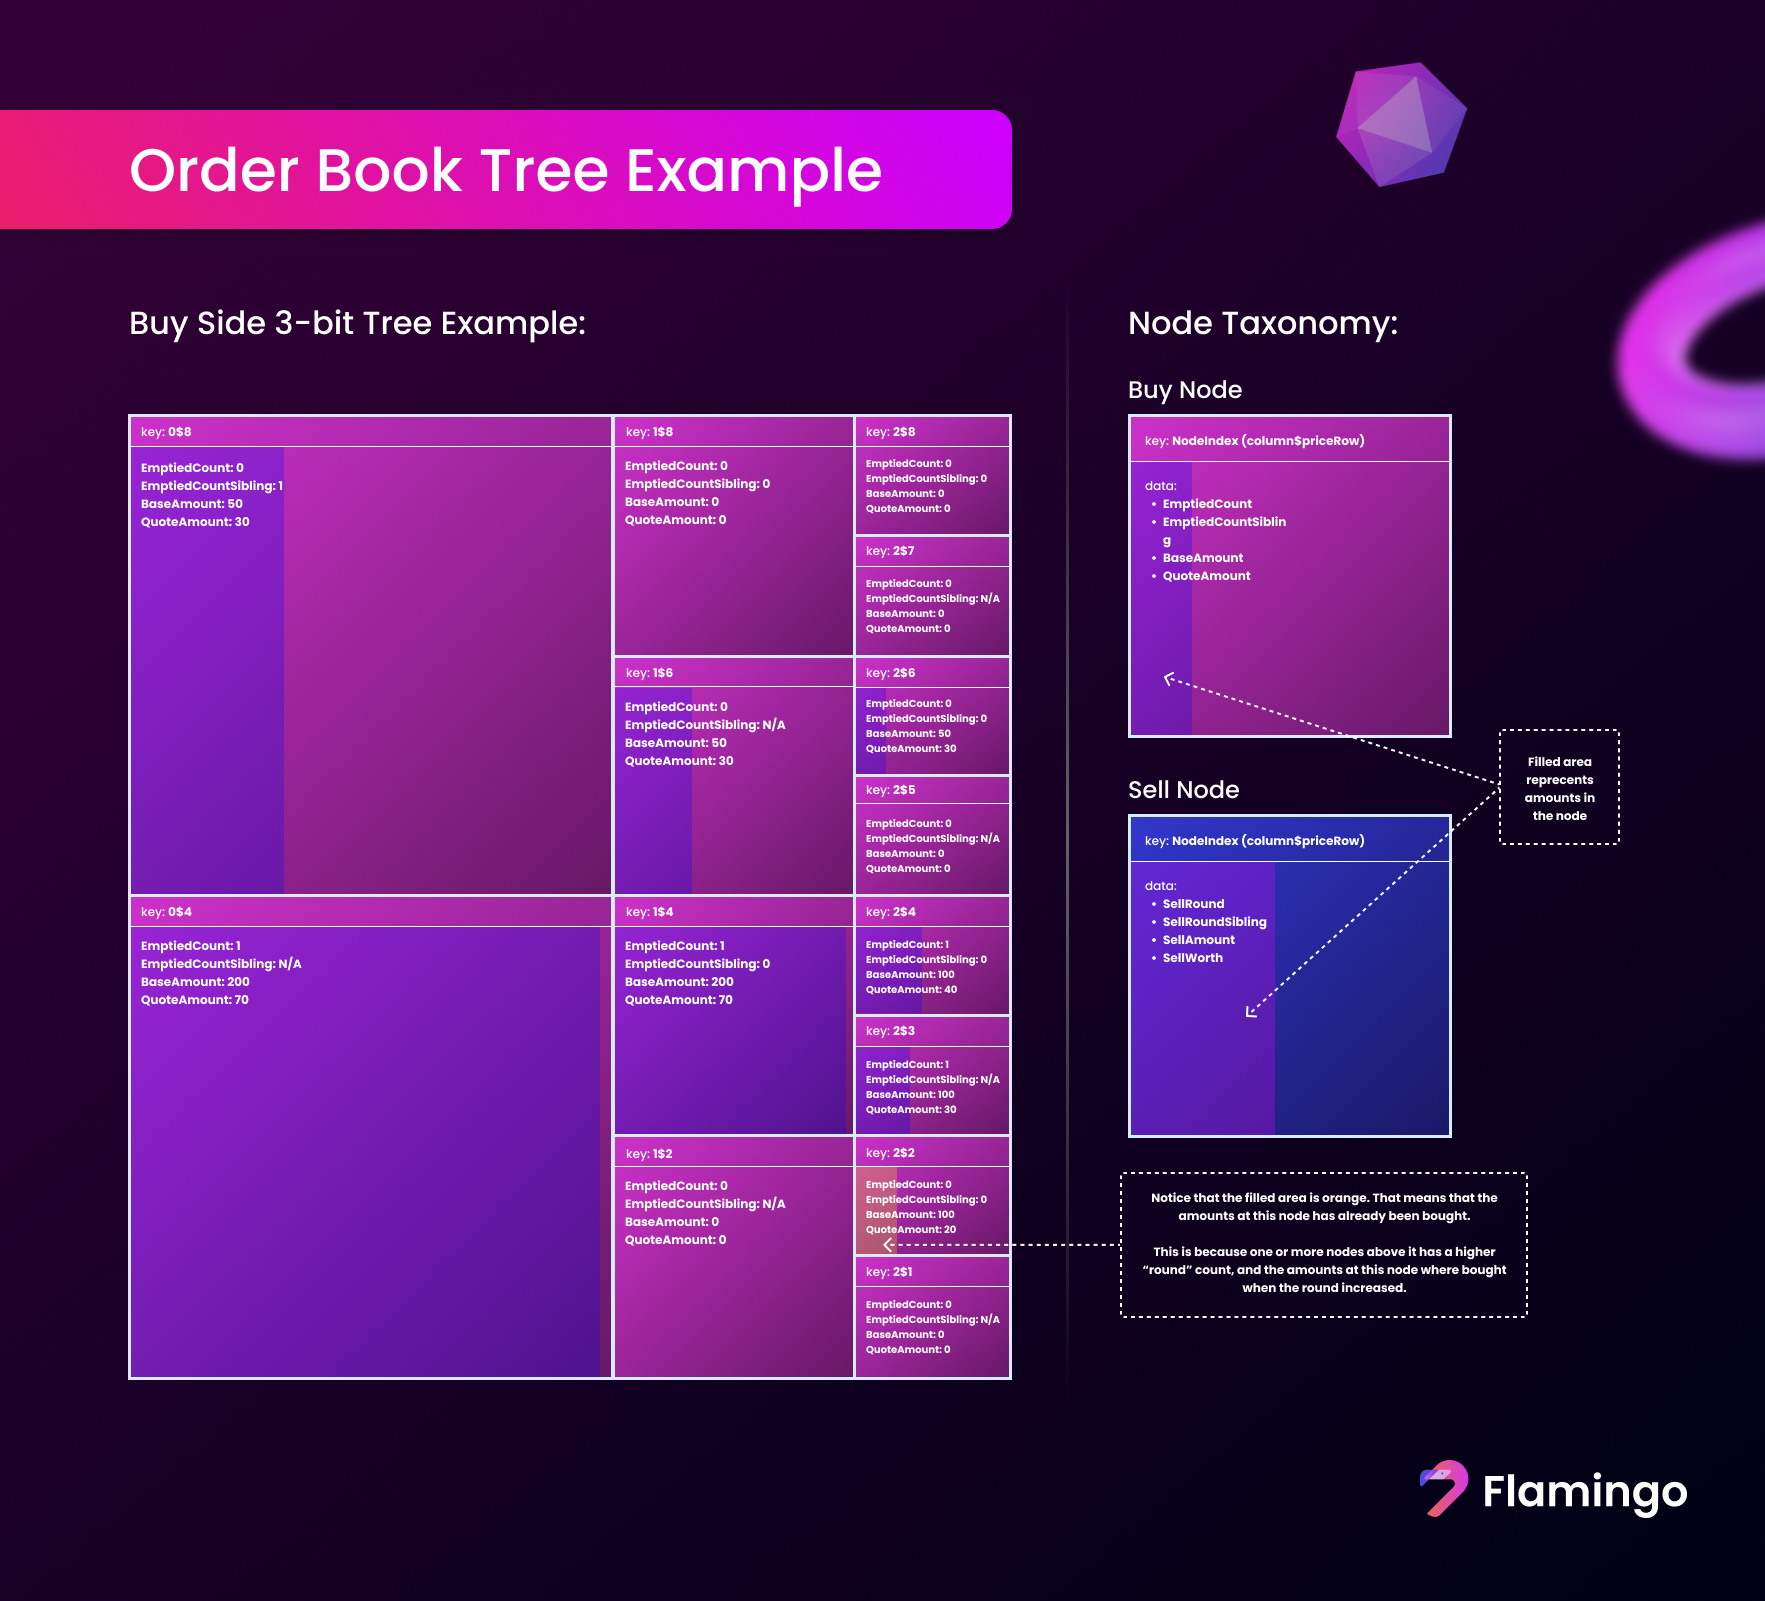 Order Book Tree Example
Buy Side 3-bit Tree Example:
key: 0$8
EmptiedCount: 0
EmptiedCountSibling: 1
BaseAmount: 50
QuoteAmount: 30
key: 0$4
EmptiedCount: 1
EmptiedCountSibling: N/A
BaseAmount: 200
QuoteAmount: 70
key: 1$8
EmptiedCount: 0
EmptiedCountSibling: 0
BaseAmount: 0
QuoteAmount: 0
key: 1$6
EmptiedCount: 0
EmptiedCountSibling: N/A
BaseAmount: 50
QuoteAmount: 30
key: 1$4
EmptiedCount: 1
EmptiedCountSibling: 0
BaseAmount: 200
QuoteAmount: 70
key: 1$2
EmptiedCount: 0
EmptiedCountSibling: N/A
BaseAmount: 0
QuoteAmount: 0
key: 2$8
EmptiedCount: 0
EmptiedCountSibling: 0
BaseAmount: 0
QuoteAmount: 0
key: 2$7
EmptiedCount: 0
EmptiedCountSibling: N/A
BaseAmount: 0
QuoteAmount: 0
key: 2$6
EmptiedCount: 0
EmptiedCountSibling: 0
BaseAmount: 50
QuoteAmount: 30
key: 2$5
EmptiedCount: 0
EmptiedCountSibling: N/A
BaseAmount: 0
QuoteAmount: 0
key: 2$4
EmptiedCount: 1
EmptiedCountSibling: 0
BaseAmount: 100
QuoteAmount: 40
key: 2$3
EmptiedCount: 1
EmptiedCountSibling: N/A
BaseAmount: 100
QuoteAmount: 30
key: 2$2
EmptiedCount: 0
EmptiedCountSibling: 0
BaseAmount: 100
QuoteAmount: 20
key: 2$1
EmptiedCount: 0
EmptiedCountSibling: N/A
BaseAmount: 0
QuoteAmount: 0
Node Taxonomy:
Buy Node
key: NodeIndex (column$priceRow)
data:
• EmptiedCount
• EmptiedCountSiblin
g
• BaseAmount
• QuoteAmount
Sell Node
key: NodeIndex (column$priceRow)
data:
• SellRound
• SellRoundSibling
• SellAmount
• SellWorth
Filled area
reprecents
amounts in
the node
Notice that the filled area is orange. That means that the
amounts at this node has already been bought.
This is because one or more nodes above it has a higher
“round” count, and the amounts at this node where bought
when the round increased.
Flamingo